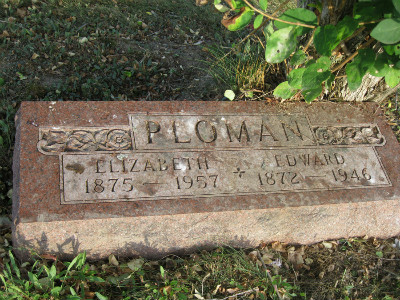 PLOMAN
ELIZABETH + EDWARD
1875 — 1957 1872 — 1946